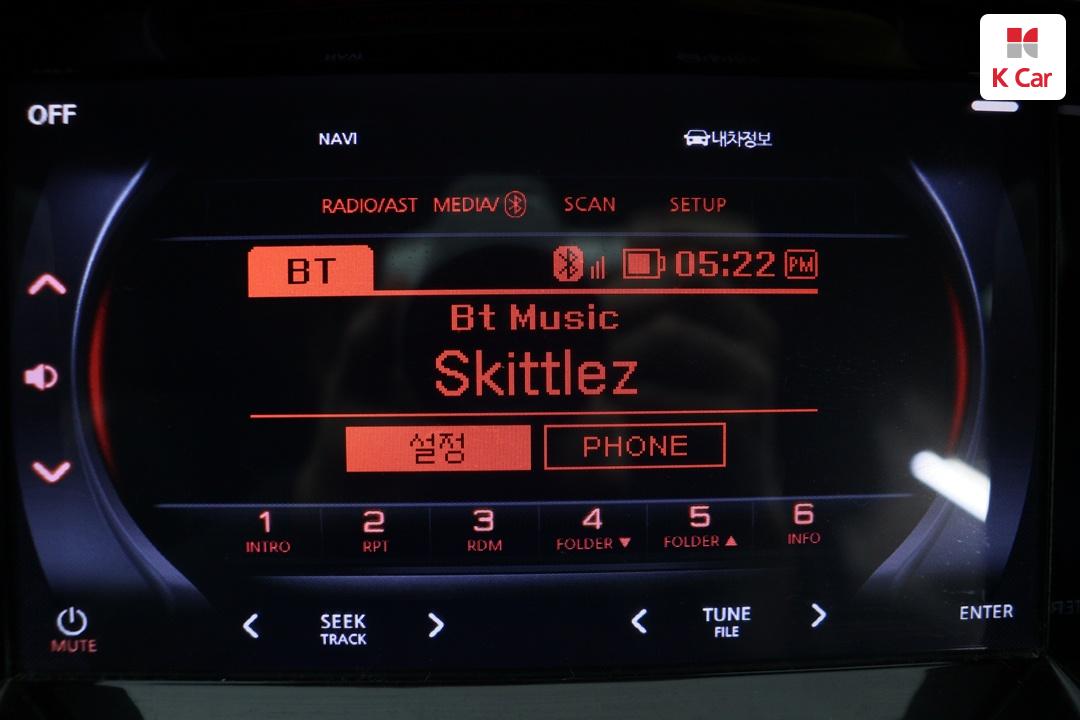 K Car
OFF
NAVI
내차정보
RADIO/AST MEDIA/ SCAN SETUP
BT
05:22 PM
Bt Music
Skittlez
설정 PHONE
1 2 3 4 5 6
INTRO RPT RDM FOLDER ▼ FOLDER ▲ INFO
MUTE
< SEEK >
TRACK
< TUNE >
FILE
ENTER